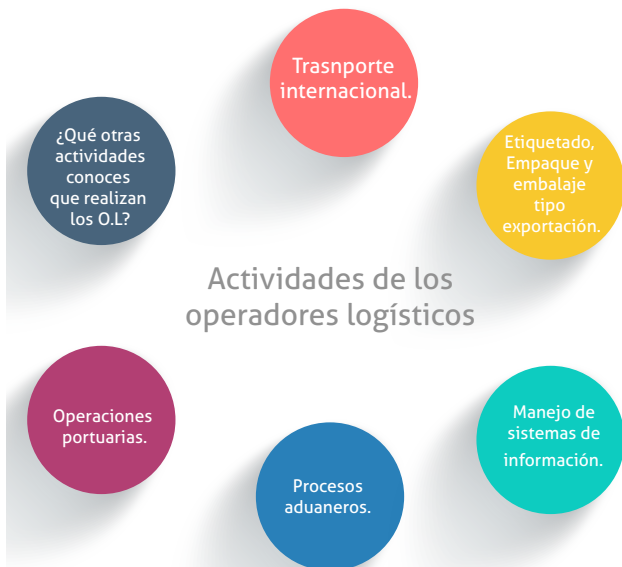 Trasnporte
internacional.
¿Qué otras
actividades
conoces
que realizan
los O.L?
Etiquetado,
Empaque y
embalaje
tipo
exportación.
Actividades de los
operadores logísticos
Operaciones
portuarias.
Manejo de
sistemas de
información.
Procesos
aduaneros.